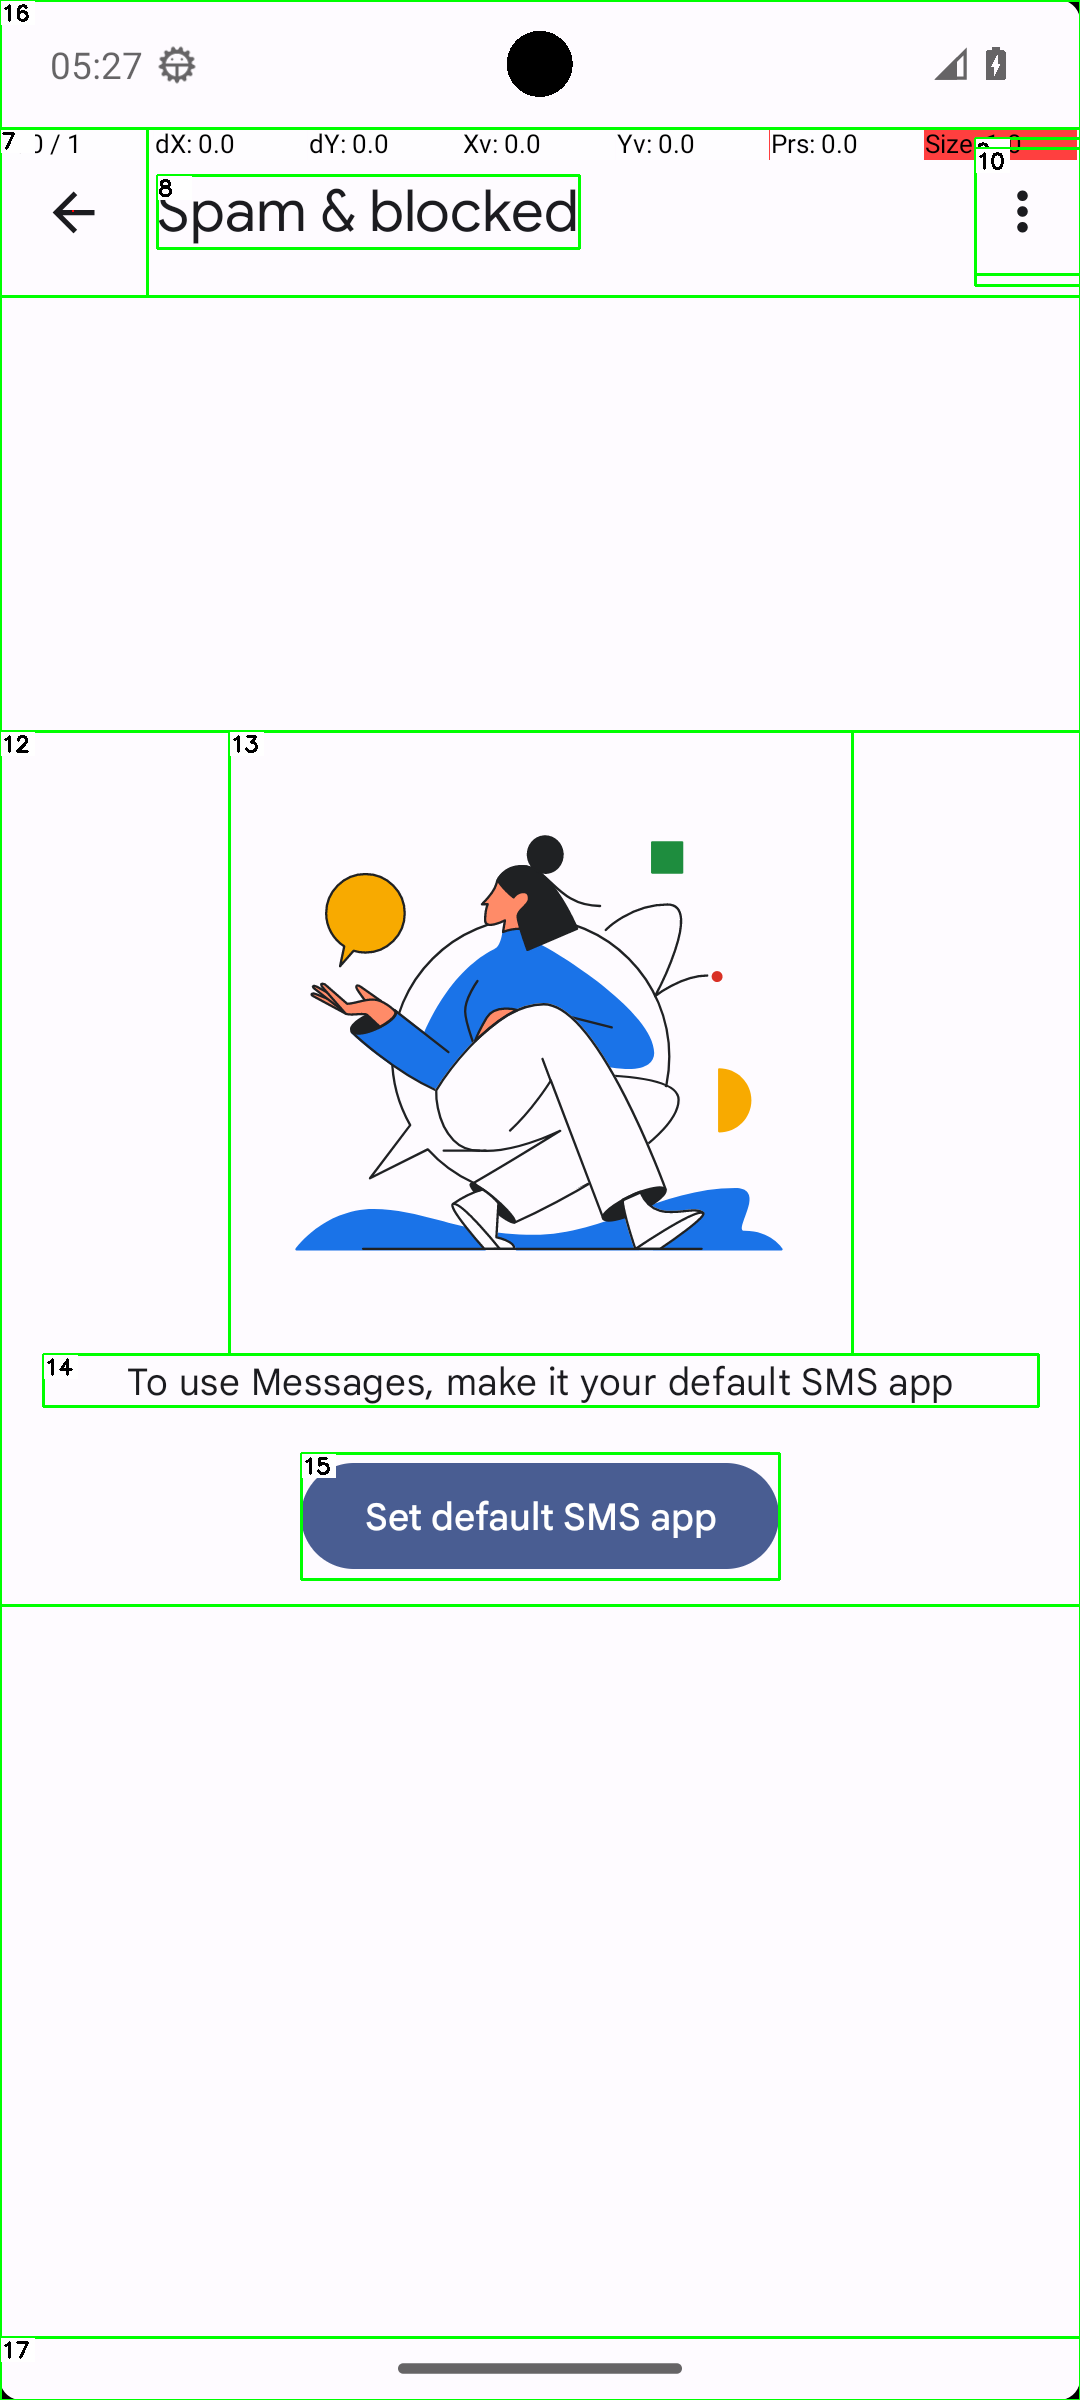 16
05:27
7 0 / 1 dX: 0.0 dY: 0.0 Xv: 0.0 Yv: 0.0 Prs: 0.0 Size: 1.0
10
8
Spam & blocked
12 13
14
To use Messages, make it your default SMS app
15
Set default SMS app
17